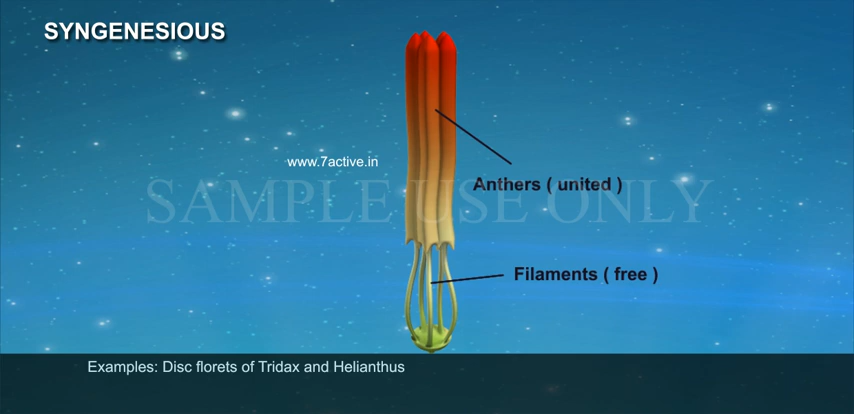 SYNGENESIOUS
www.7active.in
Anthers ( united )
SAMPLE USE ONLY
Filaments ( free )
Examples: Disc florets of Tridax and Helianthus